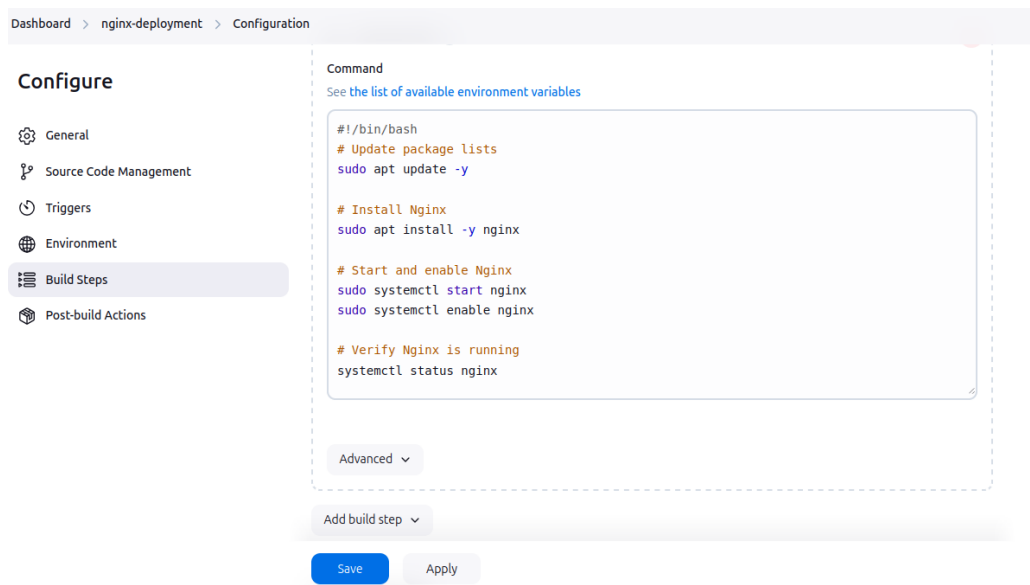 Dashboard > nginx-deployment > Configuration
Configure
General
Source Code Management
Triggers
Environment
Build Steps
Post-build Actions
Command
See the list of available environment variables
#!/bin/bash
# Update package lists
sudo apt update -y
# Install Nginx
sudo apt install -y nginx
# Start and enable Nginx
sudo systemctl start nginx
sudo systemctl enable nginx
# Verify Nginx is running
systemctl status nginx
Advanced
Add build step
Save
Apply